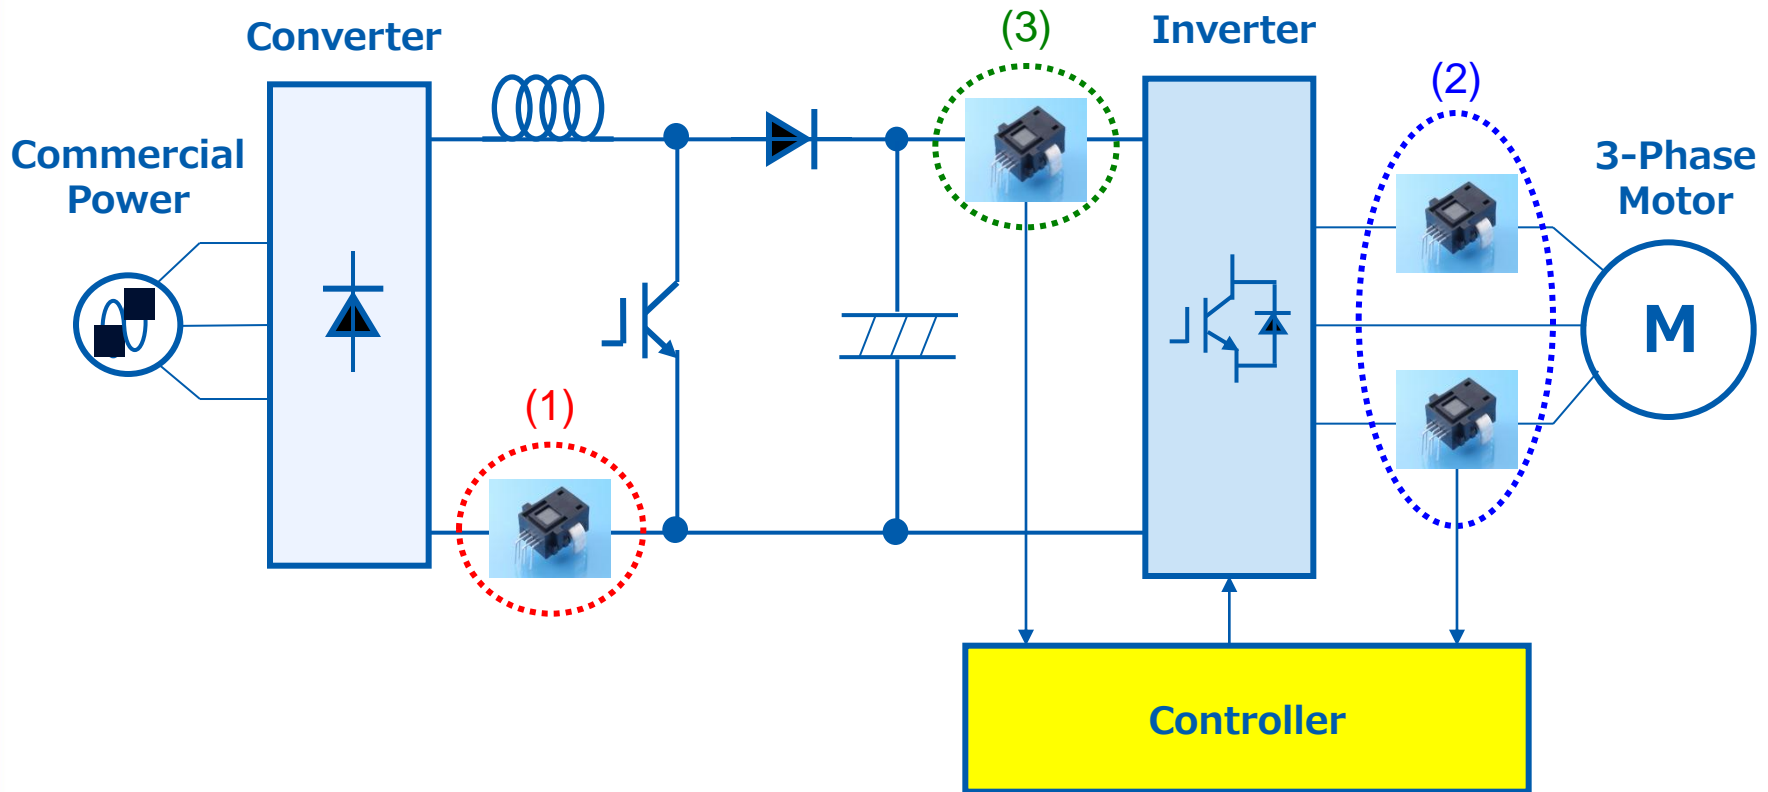 Converter
(3)
Inverter
(2)
Commercial
Power
3-Phase
Motor
M
(1)
Controller